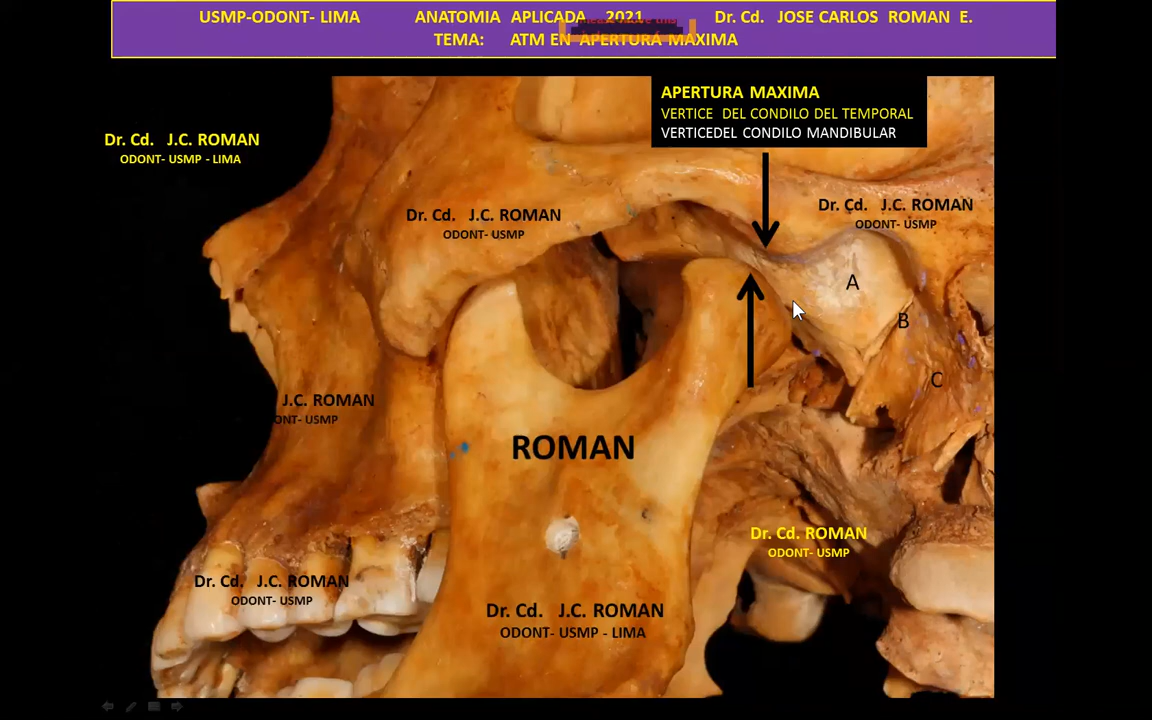 USMP-ODONT- LIMA ANATOMIA APLICADA 2021 Dr. Cd. JOSE CARLOS ROMAN E.
TEMA: ATM EN APERTURA MAXIMA
APERTURA MAXIMA
VERTICE DEL CONDILO DEL TEMPORAL
VERTICEDEL CONDILO MANDIBULAR
Dr. Cd. J.C. ROMAN
ODONT- USMP - LIMA
Dr. Cd. J.C. ROMAN
ODONT- USMP
Dr. Cd. J.C. ROMAN
ODONT- USMP
A
B
C
J.C. ROMAN
ONT- USMP
ROMAN
Dr. Cd. ROMAN
ODONT- USMP
Dr. Cd. J.C. ROMAN
ODONT- USMP
Dr. Cd. J.C. ROMAN
ODONT- USMP - LIMA